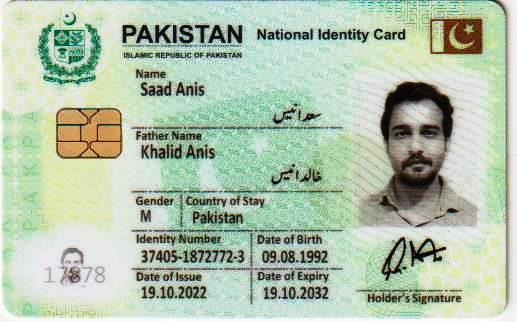 PAKISTAN National Identity Card
ISLAMIC REPUBLIC OF PAKISTAN
Name
Saad Anis
سعد انیس
Father Name
Khalid Anis
خالد انیس
Gender Country of Stay
M Pakistan
Identity Number Date of Birth
37405-1872772-3 09.08.1992
Date of Issue Date of Expiry
19.10.2022 19.10.2032
17878
Holder's Signature